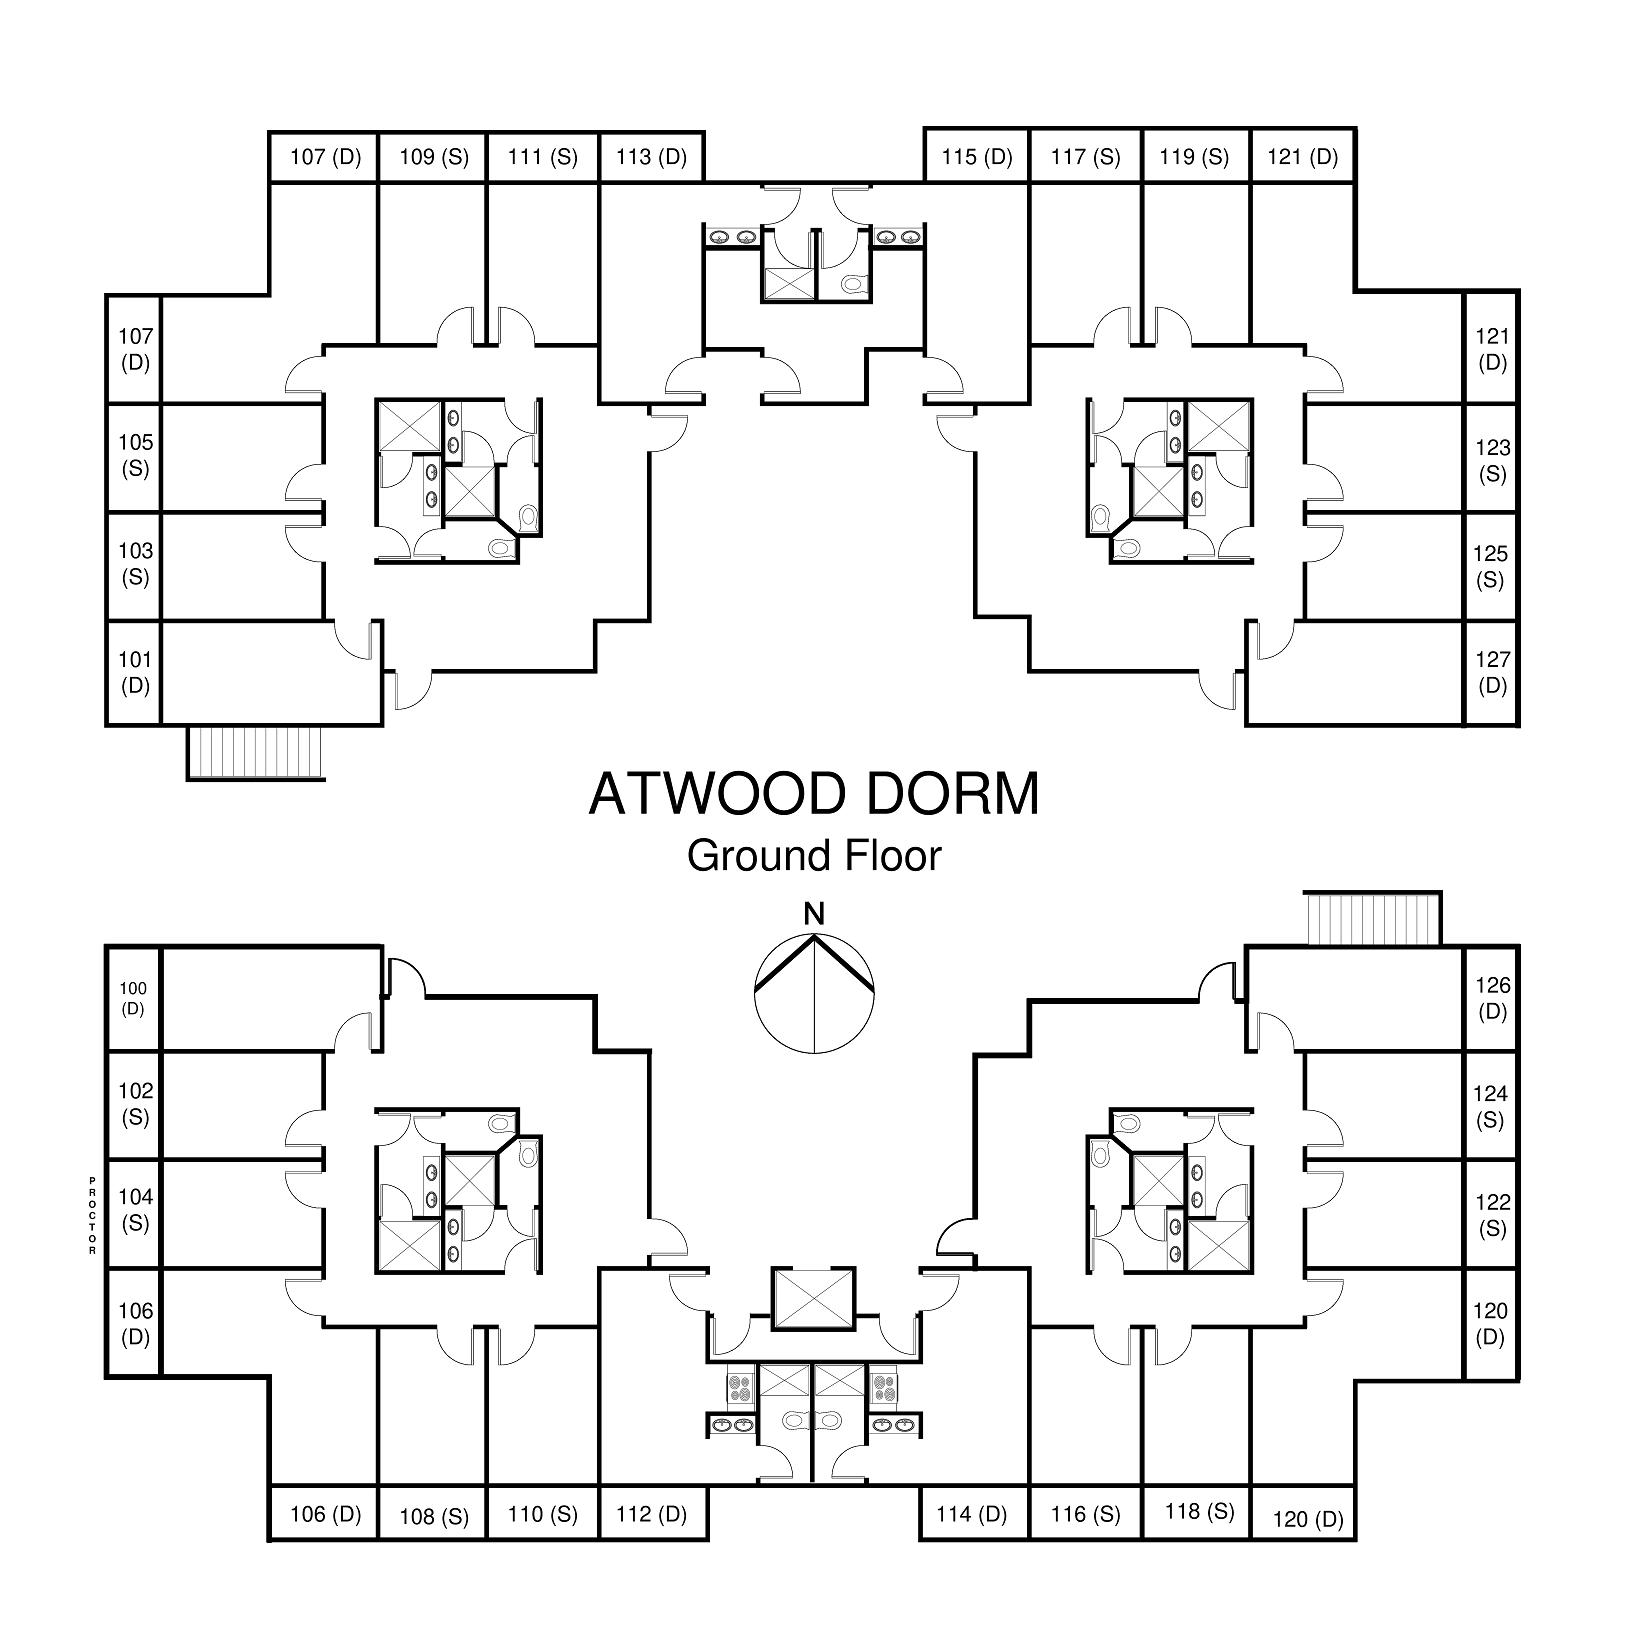 107 (D)
109 (S)
111 (S)
113 (D)
115 (D)
117 (S)
119 (S)
121 (D)
107
(D)
121
(D)
105
(S)
123
(S)
103
(S)
125
(S)
101
(D)
127
(D)
ATWOOD DORM
Ground Floor
N
100
(D)
126
(D)
102
(S)
124
(S)
PROCTOR
104
(S)
122
(S)
106
(D)
120
(D)
106 (D)
108 (S)
110 (S)
112 (D)
114 (D)
116 (S)
118 (S)
120 (D)